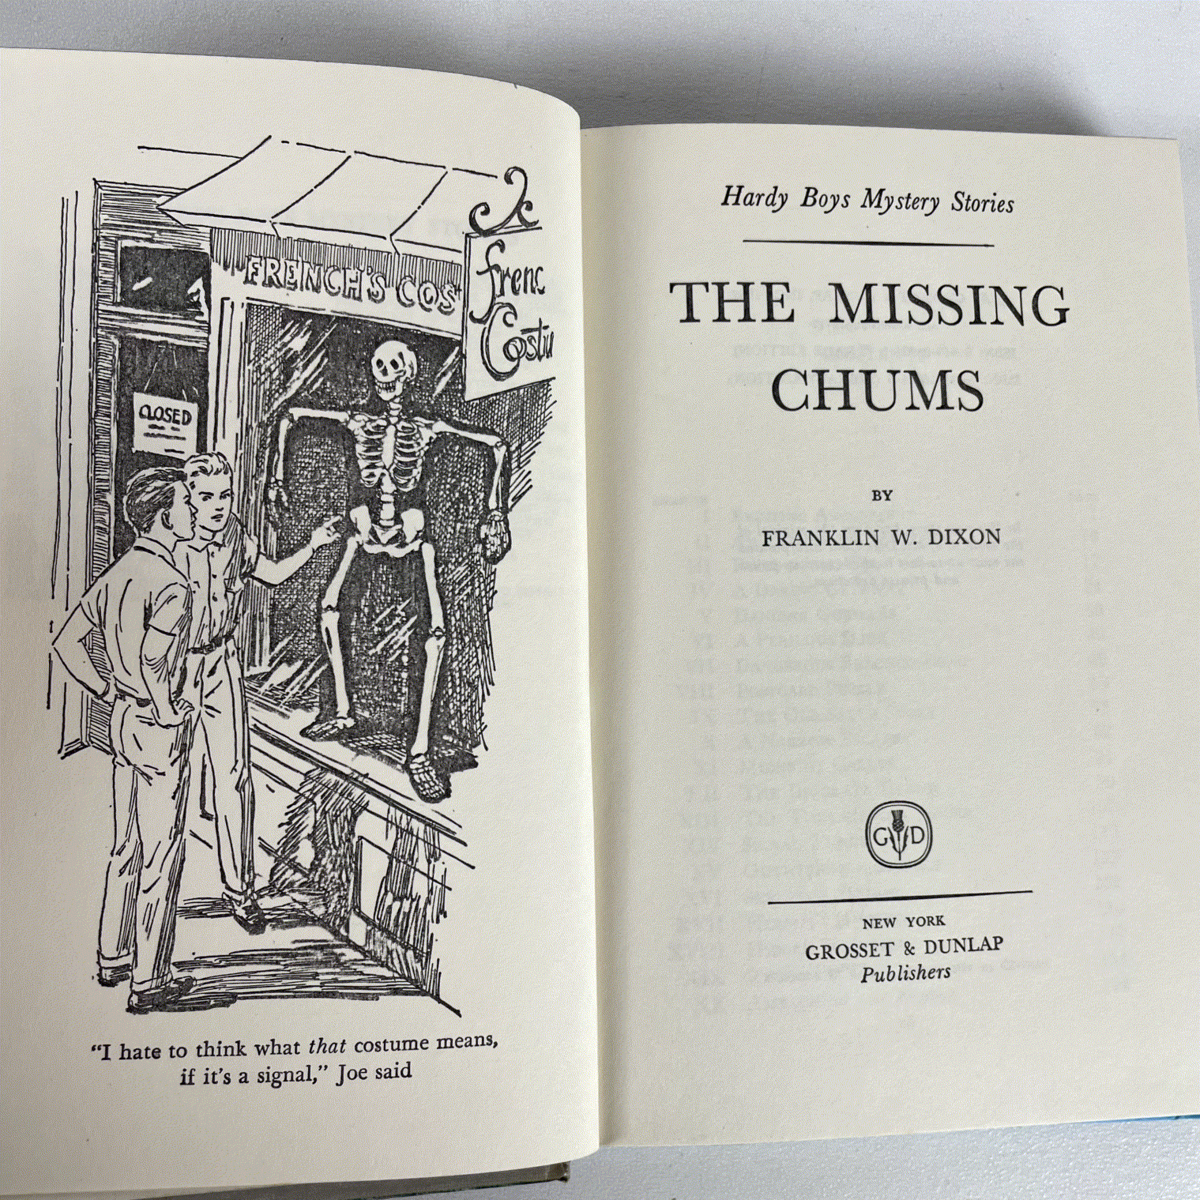 FRENCH'S COS
frenc
Costu
CLOSED
"I hate to think what that costume means,
if it's a signal," Joe said
Hardy Boys Mystery Stories
THE MISSING
CHUMS
BY
FRANKLIN W. DIXON
G D
NEW YORK
GROSSET & DUNLAP
Publishers